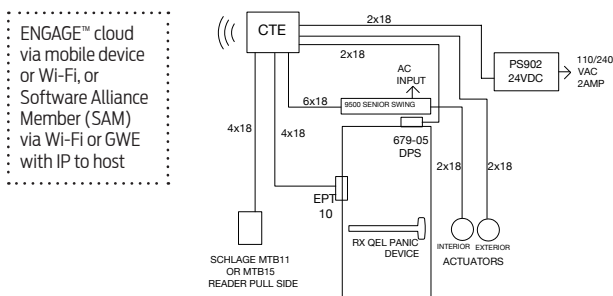 ENGAGE™ cloud
via mobile device
or Wi-Fi, or
Software Alliance
Member (SAM)
via Wi-Fi or GWE
with IP to host
CTE
2x18
2x18
2x18
PS902
24VDC
110/240
VAC
2AMP
AC
INPUT
6x18
9500 SENIOR SWING
4x18
4x18
679-05
DPS
2x18
2x18
EPT
10
RX QEL PANIC
DEVICE
INTERIOR
EXTERIOR
ACTUATORS
SCHLAGE MTB11
OR MTB15
READER PULL SIDE